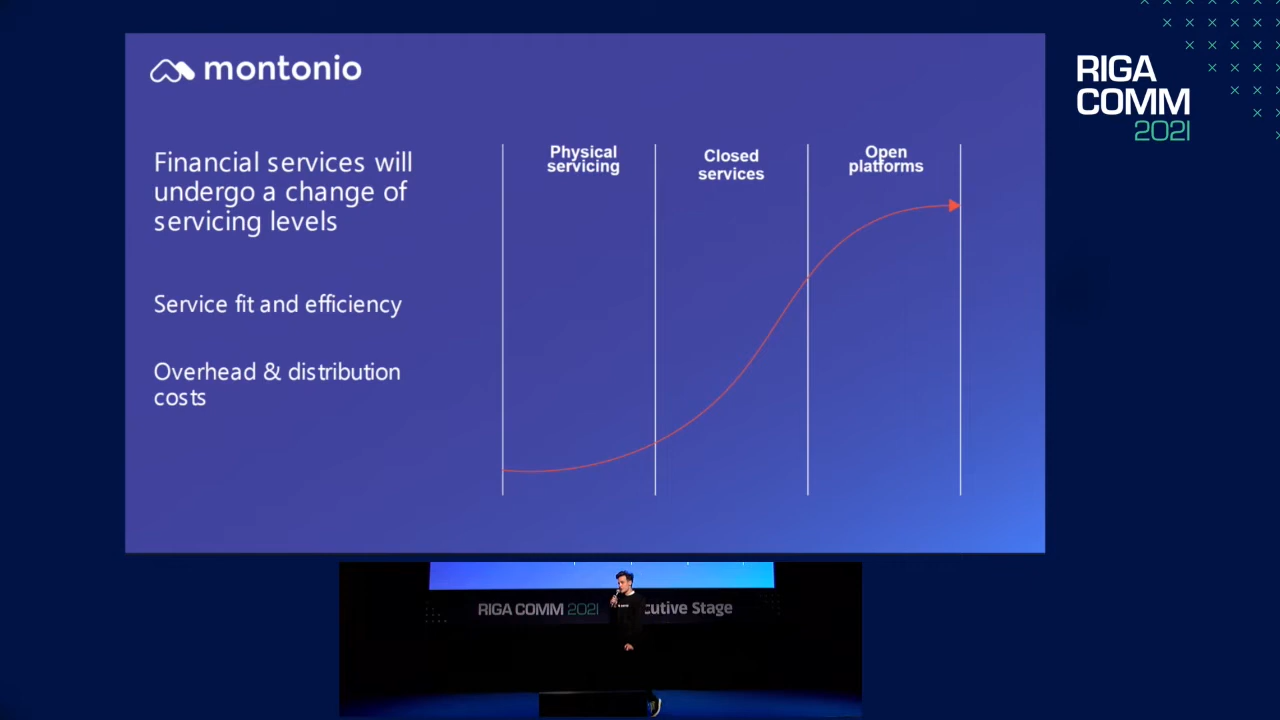 montonio
RIGA
COMM
2021
Financial services will
undergo a change of
servicing levels
Service fit and efficiency
Overhead & distribution
costs
Physical
servicing
Closed
services
Open
platforms
RIGA COMM 2021 cutive Stage